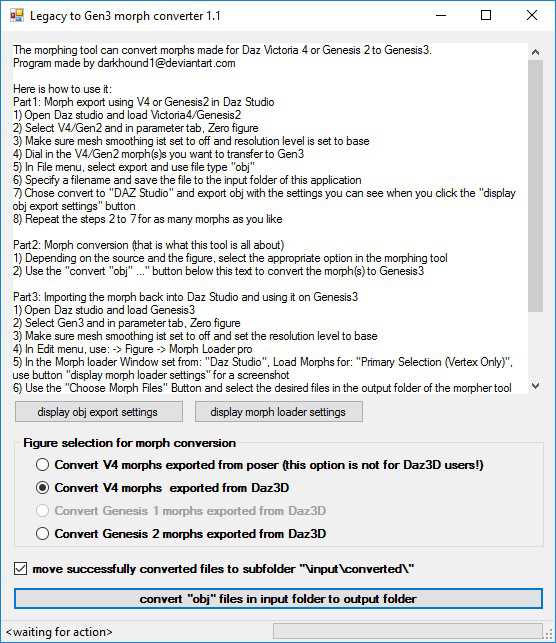 Legacy to Gen3 morph converter 1.1
The morphing tool can convert morphs made for Daz Victoria 4 or Genesis 2 to Genesis3.
Program made by darkhound1@deviantart.com
Here is how to use it:
Part1: Morph export using V4 or Genesis2 in Daz Studio
1) Open Daz studio and load Victoria4/Genesis2
2) Select V4/Gen2 and in parameter tab, Zero figure
3) Make sure mesh smoothing ist set to off and resolution level is set to base
4) Dial in the V4/Gen2 morph(s)s you want to transfer to Gen3
5) In File menu, select export and use file type "obj"
6) Specify a filename and save the file to the input folder of this application
7) Chose convert to "DAZ Studio" and export obj with the settings you can see when you click the "display
obj export settings" button
8) Repeat the steps 2 to 7 for as many morphs as you like
Part2: Morph conversion (that is what this tool is all about)
1) Depending on the source and the figure, select the appropriate option in the morphing tool
2) Use the "convert "obj" ..." button below this text to convert the morph(s) to Genesis3
Part3: Importing the morph back into Daz Studio and using it on Genesis3
1) Open Daz studio and load Genesis3
2) Select Gen3 and in parameter tab, Zero figure
3) Make sure mesh smoothing ist set to off and set the resolution level to base
4) In Edit menu, use: -> Figure -> Morph Loader pro
5) In the Morph loader Window set from: "Daz Studio", Load Morphs for: "Primary Selection (Vertex Only)",
use button "display morph loader settings" for a screenshot
6) Use the "Choose Morph Files" Button and select the desired files in the output folder of the morpher tool
display obj export settings
display morph loader settings
Figure selection for morph conversion
Convert V4 morphs exported from poser (this option is not for Daz3D users!)
Convert V4 morphs  exported from Daz3D
Convert Genesis 1 morphs exported from Daz3D
Convert Genesis 2 morphs exported from Daz3D
move successfully converted files to subfolder "\input\converted\"
convert "obj" files in input folder to output folder
<waiting for action>